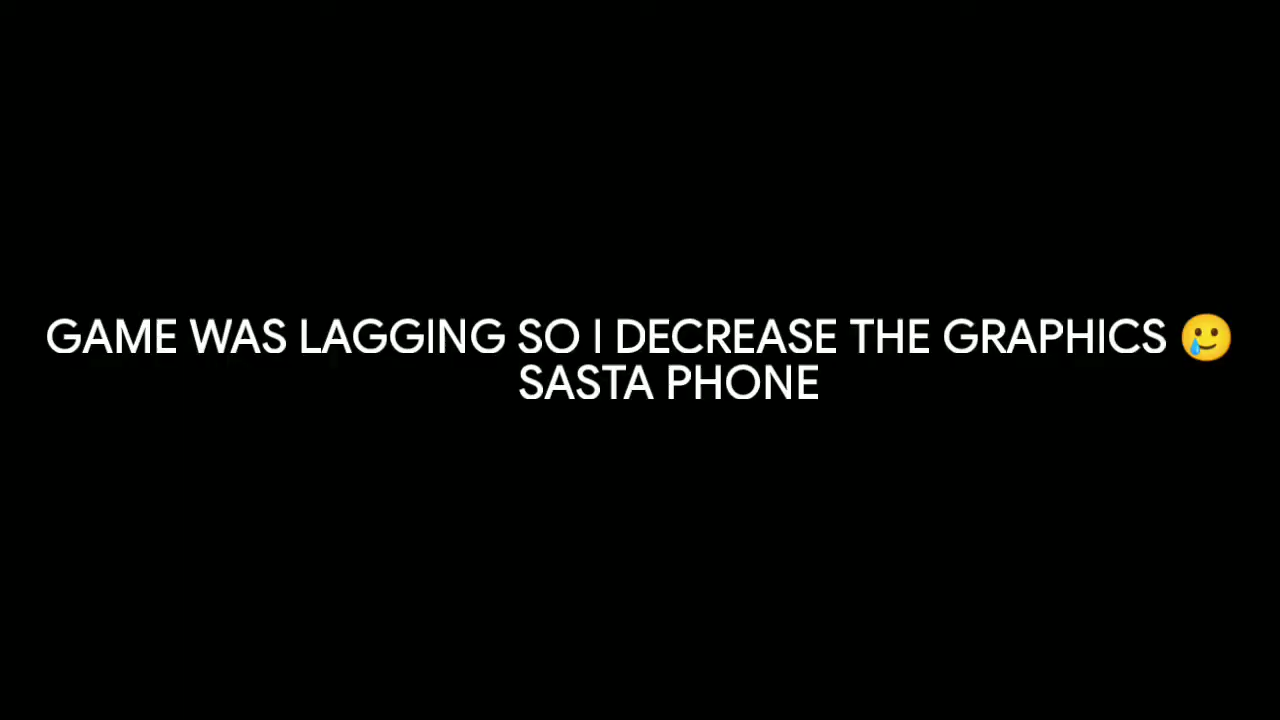 GAME WAS LAGGING SO I DECREASE THE GRAPHICS 🥲
SASTA PHONE